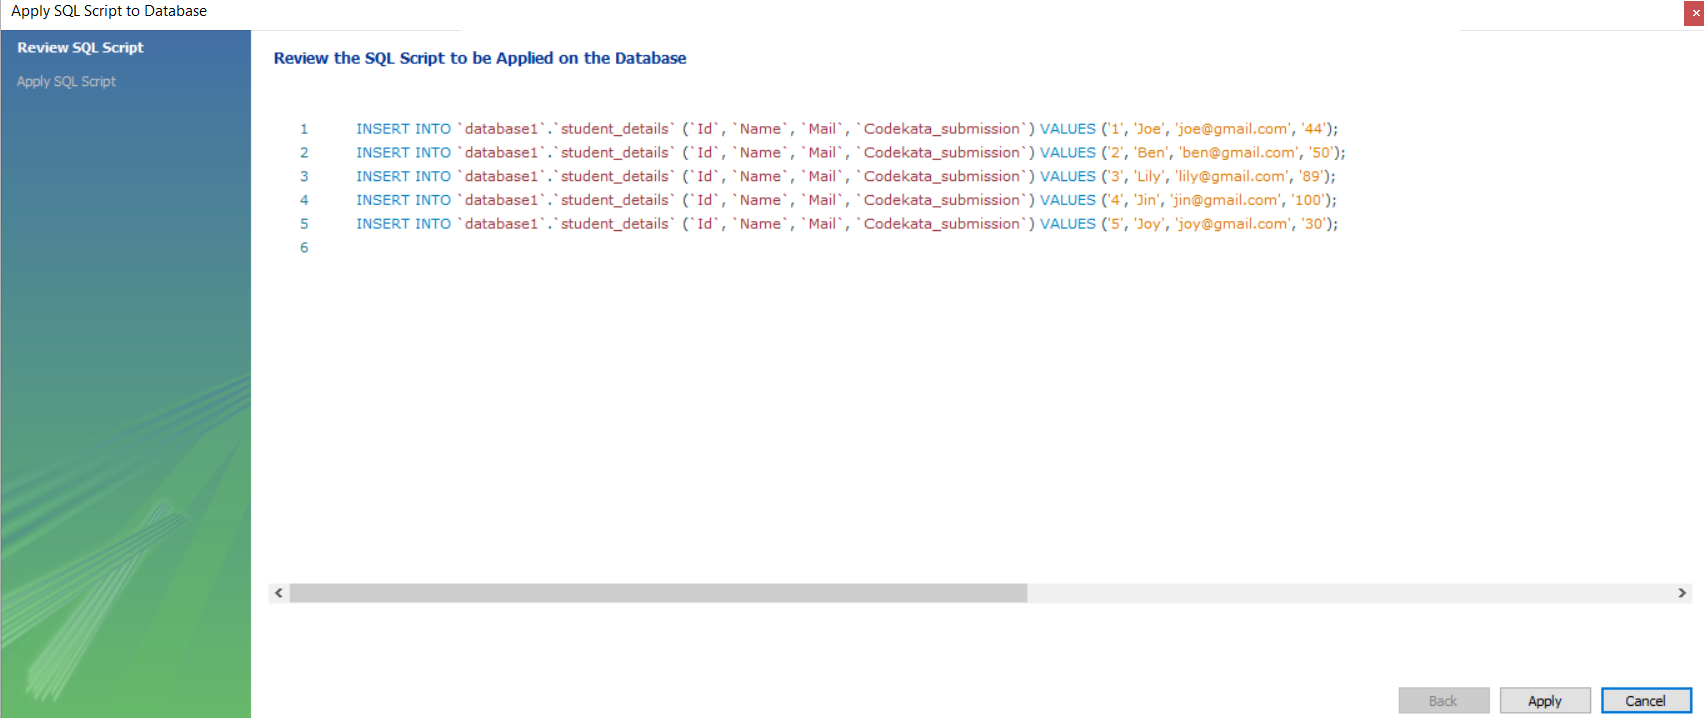 Apply SQL Script to Database
Review SQL Script
Apply SQL Script
Review the SQL Script to be Applied on the Database
1 INSERT INTO `database1`.`student_details` (`Id`, `Name`, `Mail`, `Codekata_submission`) VALUES ('1', 'Joe', 'joe@gmail.com', '44');
2 INSERT INTO `database1`.`student_details` (`Id`, `Name`, `Mail`, `Codekata_submission`) VALUES ('2', 'Ben', 'ben@gmail.com', '50');
3 INSERT INTO `database1`.`student_details` (`Id`, `Name`, `Mail`, `Codekata_submission`) VALUES ('3', 'Lily', 'lily@gmail.com', '89');
4 INSERT INTO `database1`.`student_details` (`Id`, `Name`, `Mail`, `Codekata_submission`) VALUES ('4', 'Jin', 'jin@gmail.com', '100');
5 INSERT INTO `database1`.`student_details` (`Id`, `Name`, `Mail`, `Codekata_submission`) VALUES ('5', 'Joy', 'joy@gmail.com', '30');
6
Back Apply Cancel